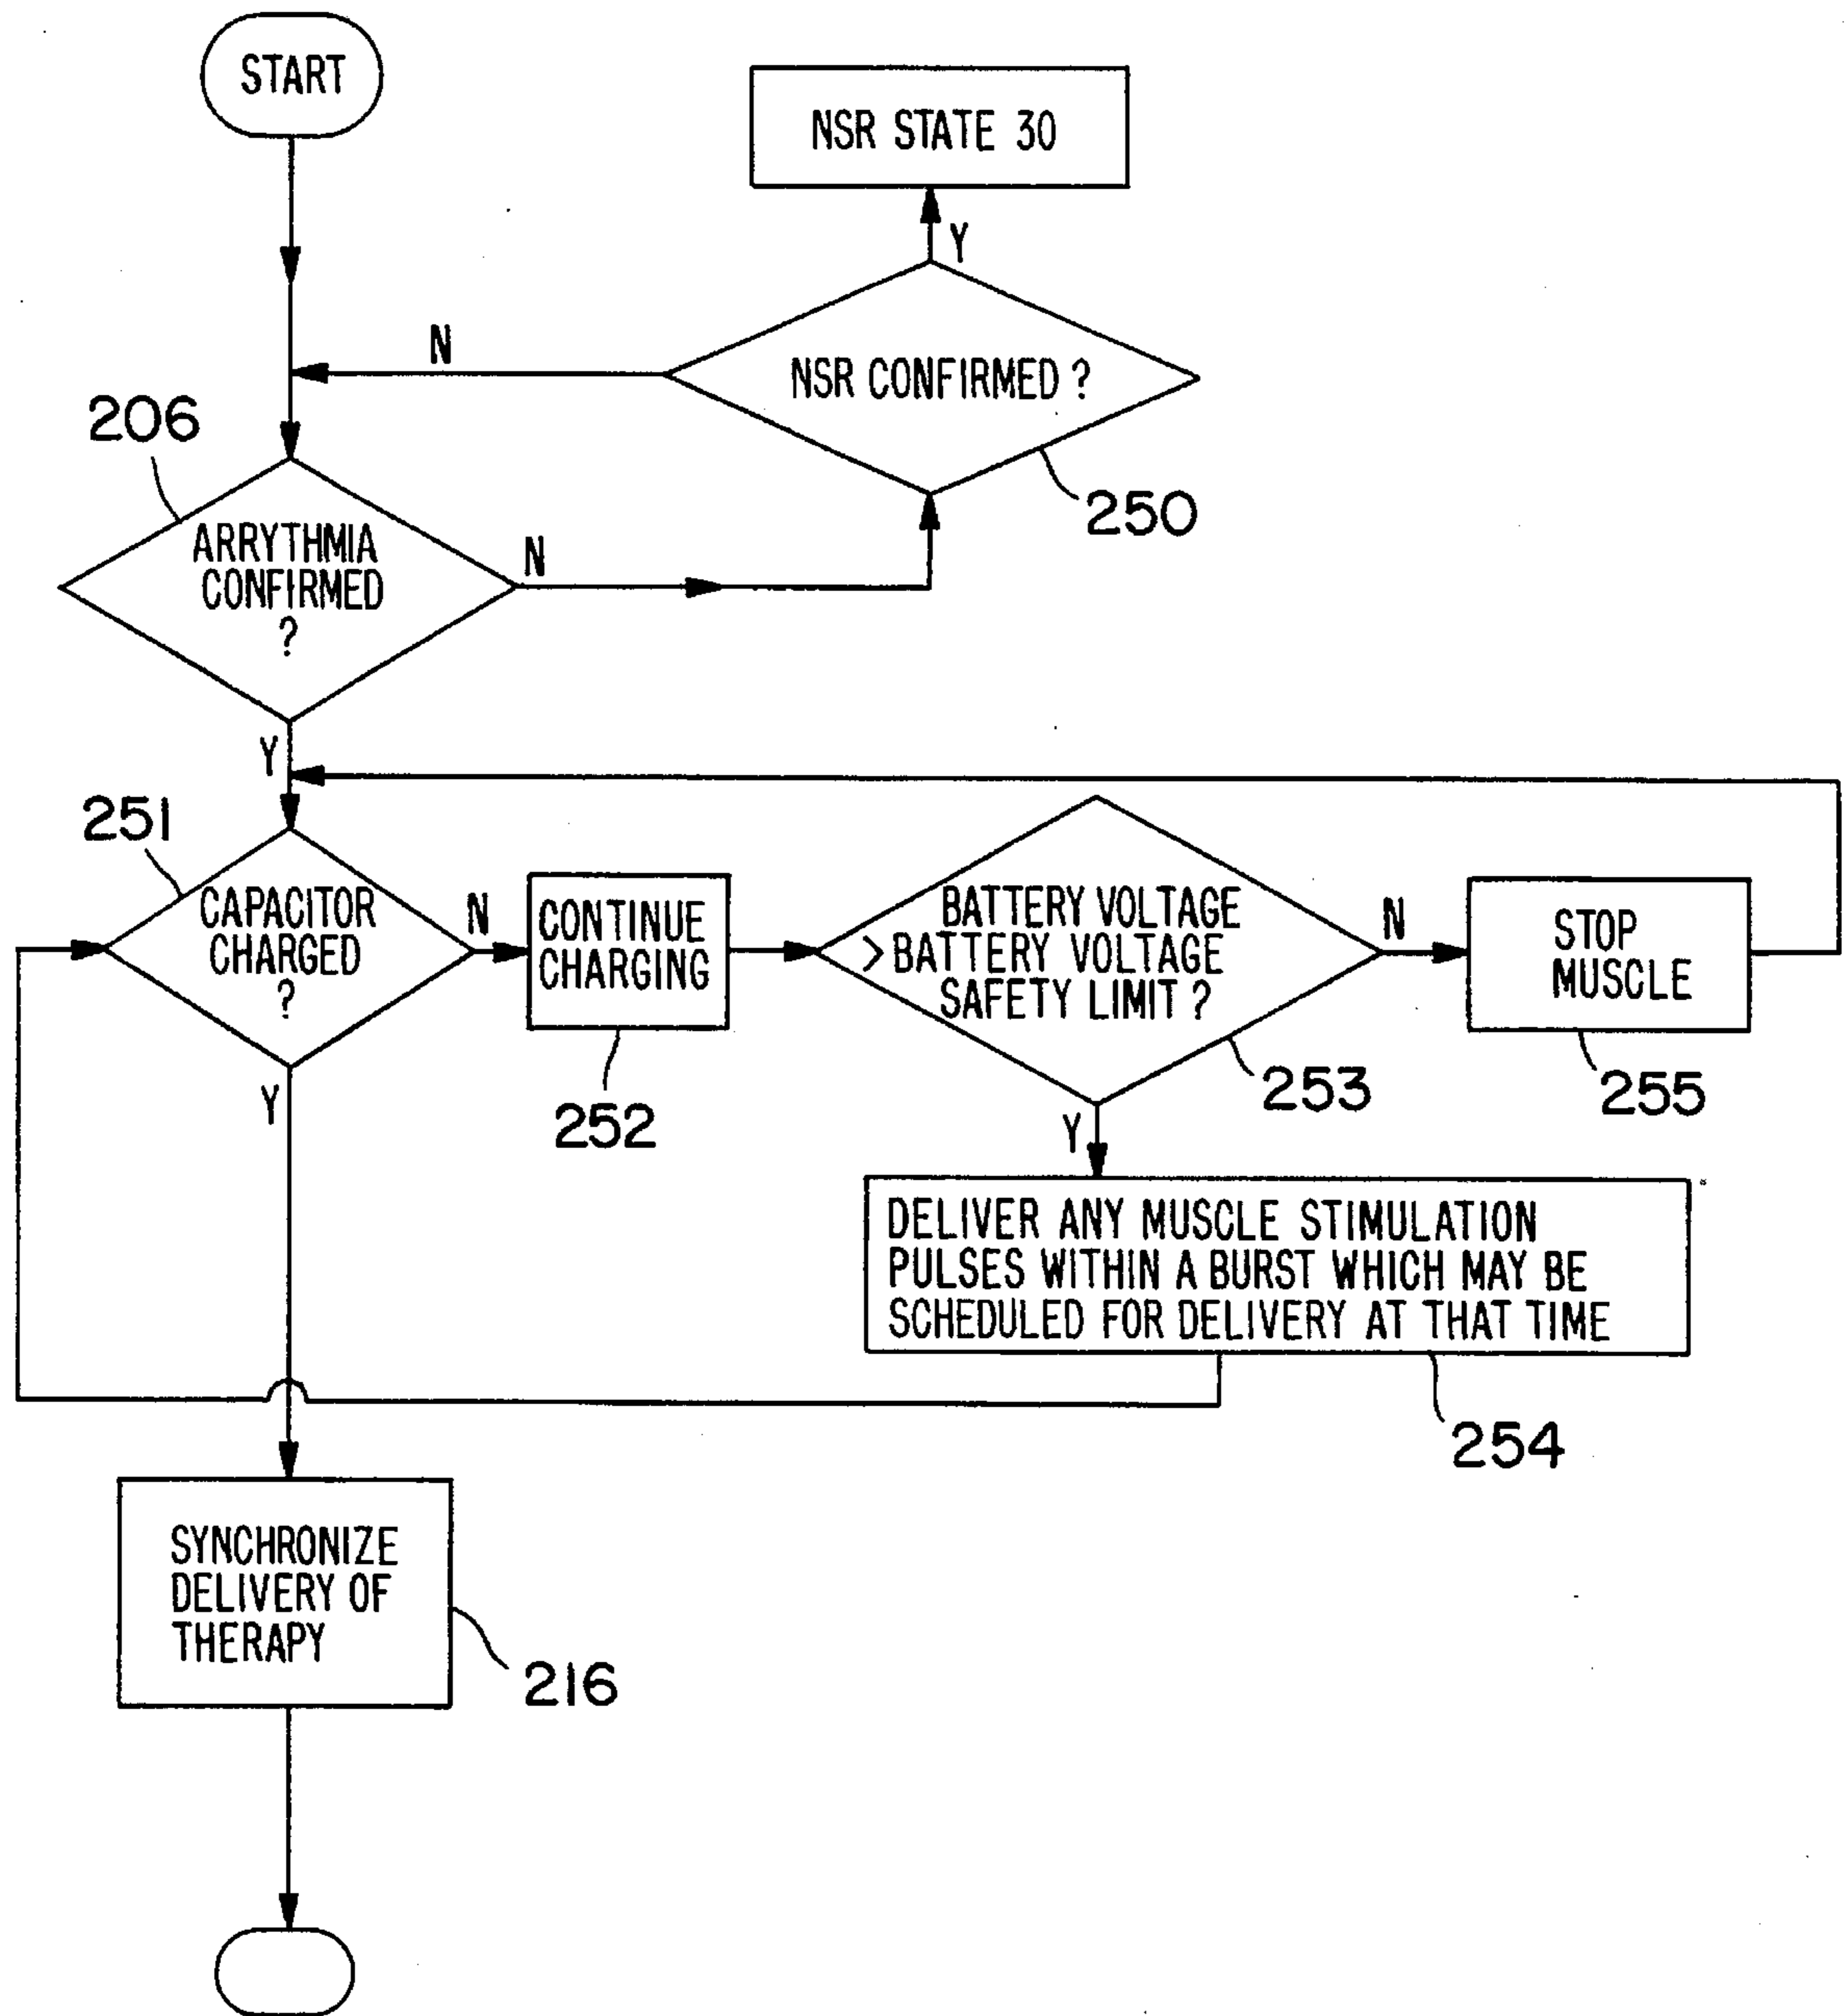 START
NSR STATE 30
Y
N
NSR CONFIRMED ?
206
250
ARRYTHMIA
CONFIRMED
?
N
Y
251
CAPACITOR
CHARGED
?
N
CONTINUE
CHARGING
252
BATTERY VOLTAGE
> BATTERY VOLTAGE
SAFETY LIMIT ?
253
N
STOP
MUSCLE
255
Y
Y
DELIVER ANY MUSCLE STIMULATION
PULSES WITHIN A BURST WHICH MAY BE
SCHEDULED FOR DELIVERY AT THAT TIME
254
SYNCHRONIZE
DELIVERY OF
THERAPY
216